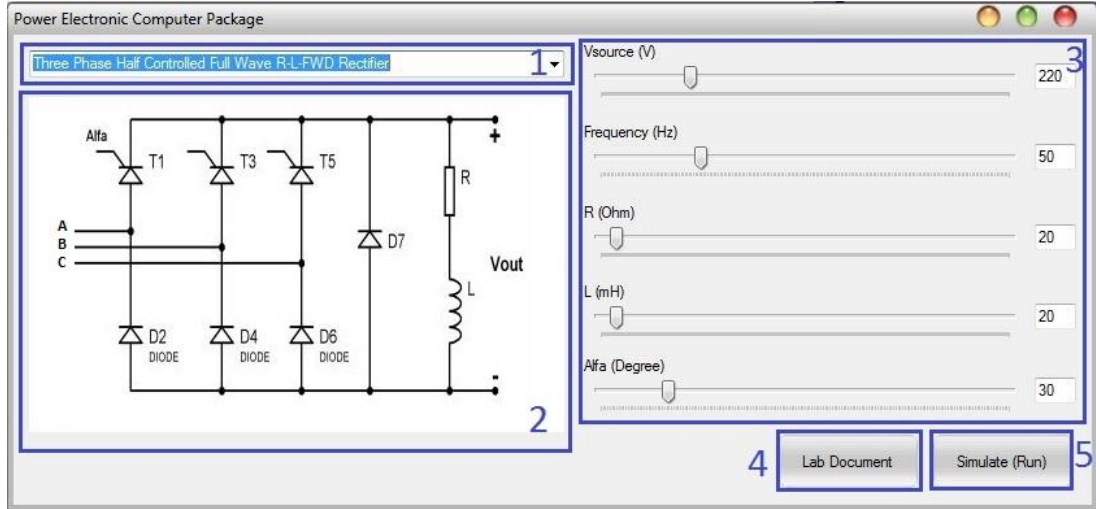 Power Electronic Computer Package
Three Phase Half Controlled Full Wave R-L-FWD Rectifier
1
Alfa
T1
T3
T5
+
R
A
B
C
D7
Vout
L
D2
DIODE
D4
DIODE
D6
DIODE
-
2
3
Vsource (V)
220
Frequency (Hz)
50
R (Ohm)
20
L (mH)
20
Alfa (Degree)
30
4
Lab Document
Simulate (Run)
5